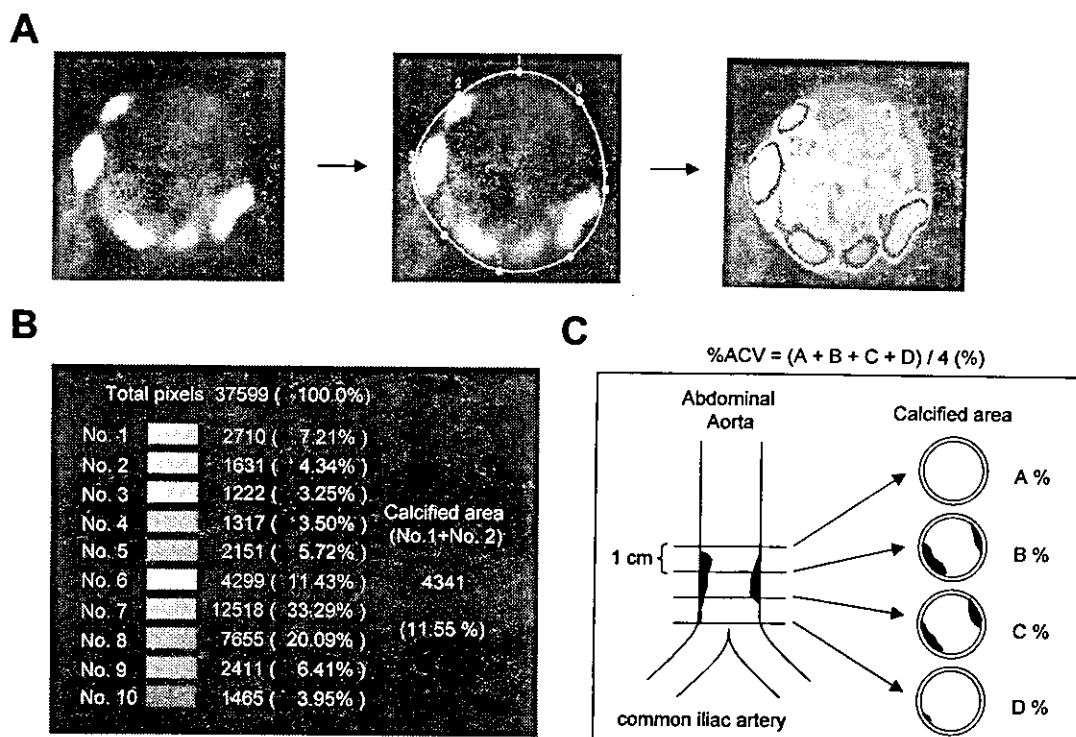 A
2
B
Total pixels 37599 ( 100.0%)
No. 1 2710 ( 7.21% )
No. 2 1631 ( 4.34% )
No. 3 1222 ( 3.25% )
No. 4 1317 ( 3.50% )
No. 5 2151 ( 5.72% )
No. 6 4299 ( 11.43% )
No. 7 12518 ( 33.29% )
No. 8 7655 ( 20.09% )
No. 9 2411 ( 6.41% )
No. 10 1465 ( 3.95% )
Calcified area
(No.1+No. 2)
4341
(11.55 %)
C
%ACV = (A + B + C + D) / 4 (%)
Abdominal
Aorta
Calcified area
1 cm
A %
B %
C %
D %
common iliac artery